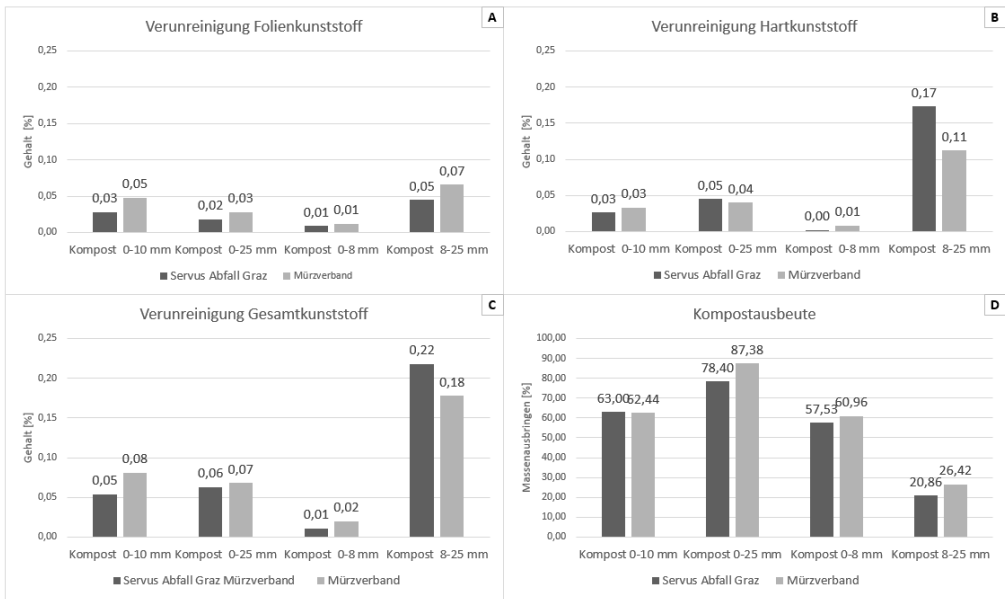 A
Verunreinigung Folienkunststoff
Gehalt [%]
0,25
0,20
0,15
0,10
0,05
0,00
0,03 0,05
0,02 0,03
0,01 0,01
0,05 0,07
Kompost 0-10 mm Kompost 0-25 mm Kompost 0-8 mm Kompost 8-25 mm
Servus Abfall Graz Mürzverband
B
Verunreinigung Hartkunststoff
Gehalt [%]
0,25
0,20
0,15
0,10
0,05
0,00
0,03 0,03
0,05 0,04
0,00 0,01
0,17 0,11
Kompost 0-10 mm Kompost 0-25 mm Kompost 0-8 mm Kompost 8-25 mm
Servus Abfall Graz Mürzverband
C
Verunreinigung Gesamtkunststoff
Gehalt [%]
0,25
0,20
0,15
0,10
0,05
0,00
0,05 0,08
0,06 0,07
0,01 0,02
0,22 0,18
Kompost 0-10 mm Kompost 0-25 mm Kompost 0-8 mm Kompost 8-25 mm
Servus Abfall Graz Mürzverband Mürzverband
D
Kompostausbeute
Massenausbringen [%]
100,00
90,00
80,00
70,00
60,00
50,00
40,00
30,00
20,00
10,00
0,00
63,00 62,44
78,40 87,38
57,53 60,96
20,86 26,42
Kompost 0-10 mm Kompost 0-25 mm Kompost 0-8 mm Kompost 8-25 mm
Servus Abfall Graz Mürzverband